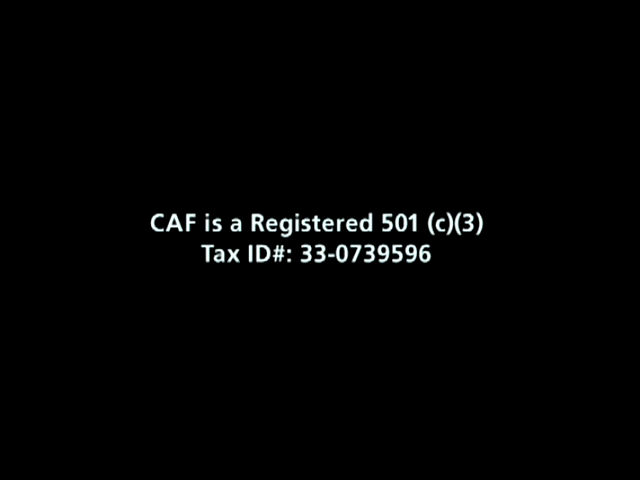 CAF is a Registered 501 (c)(3)
Tax ID#: 33-0739596